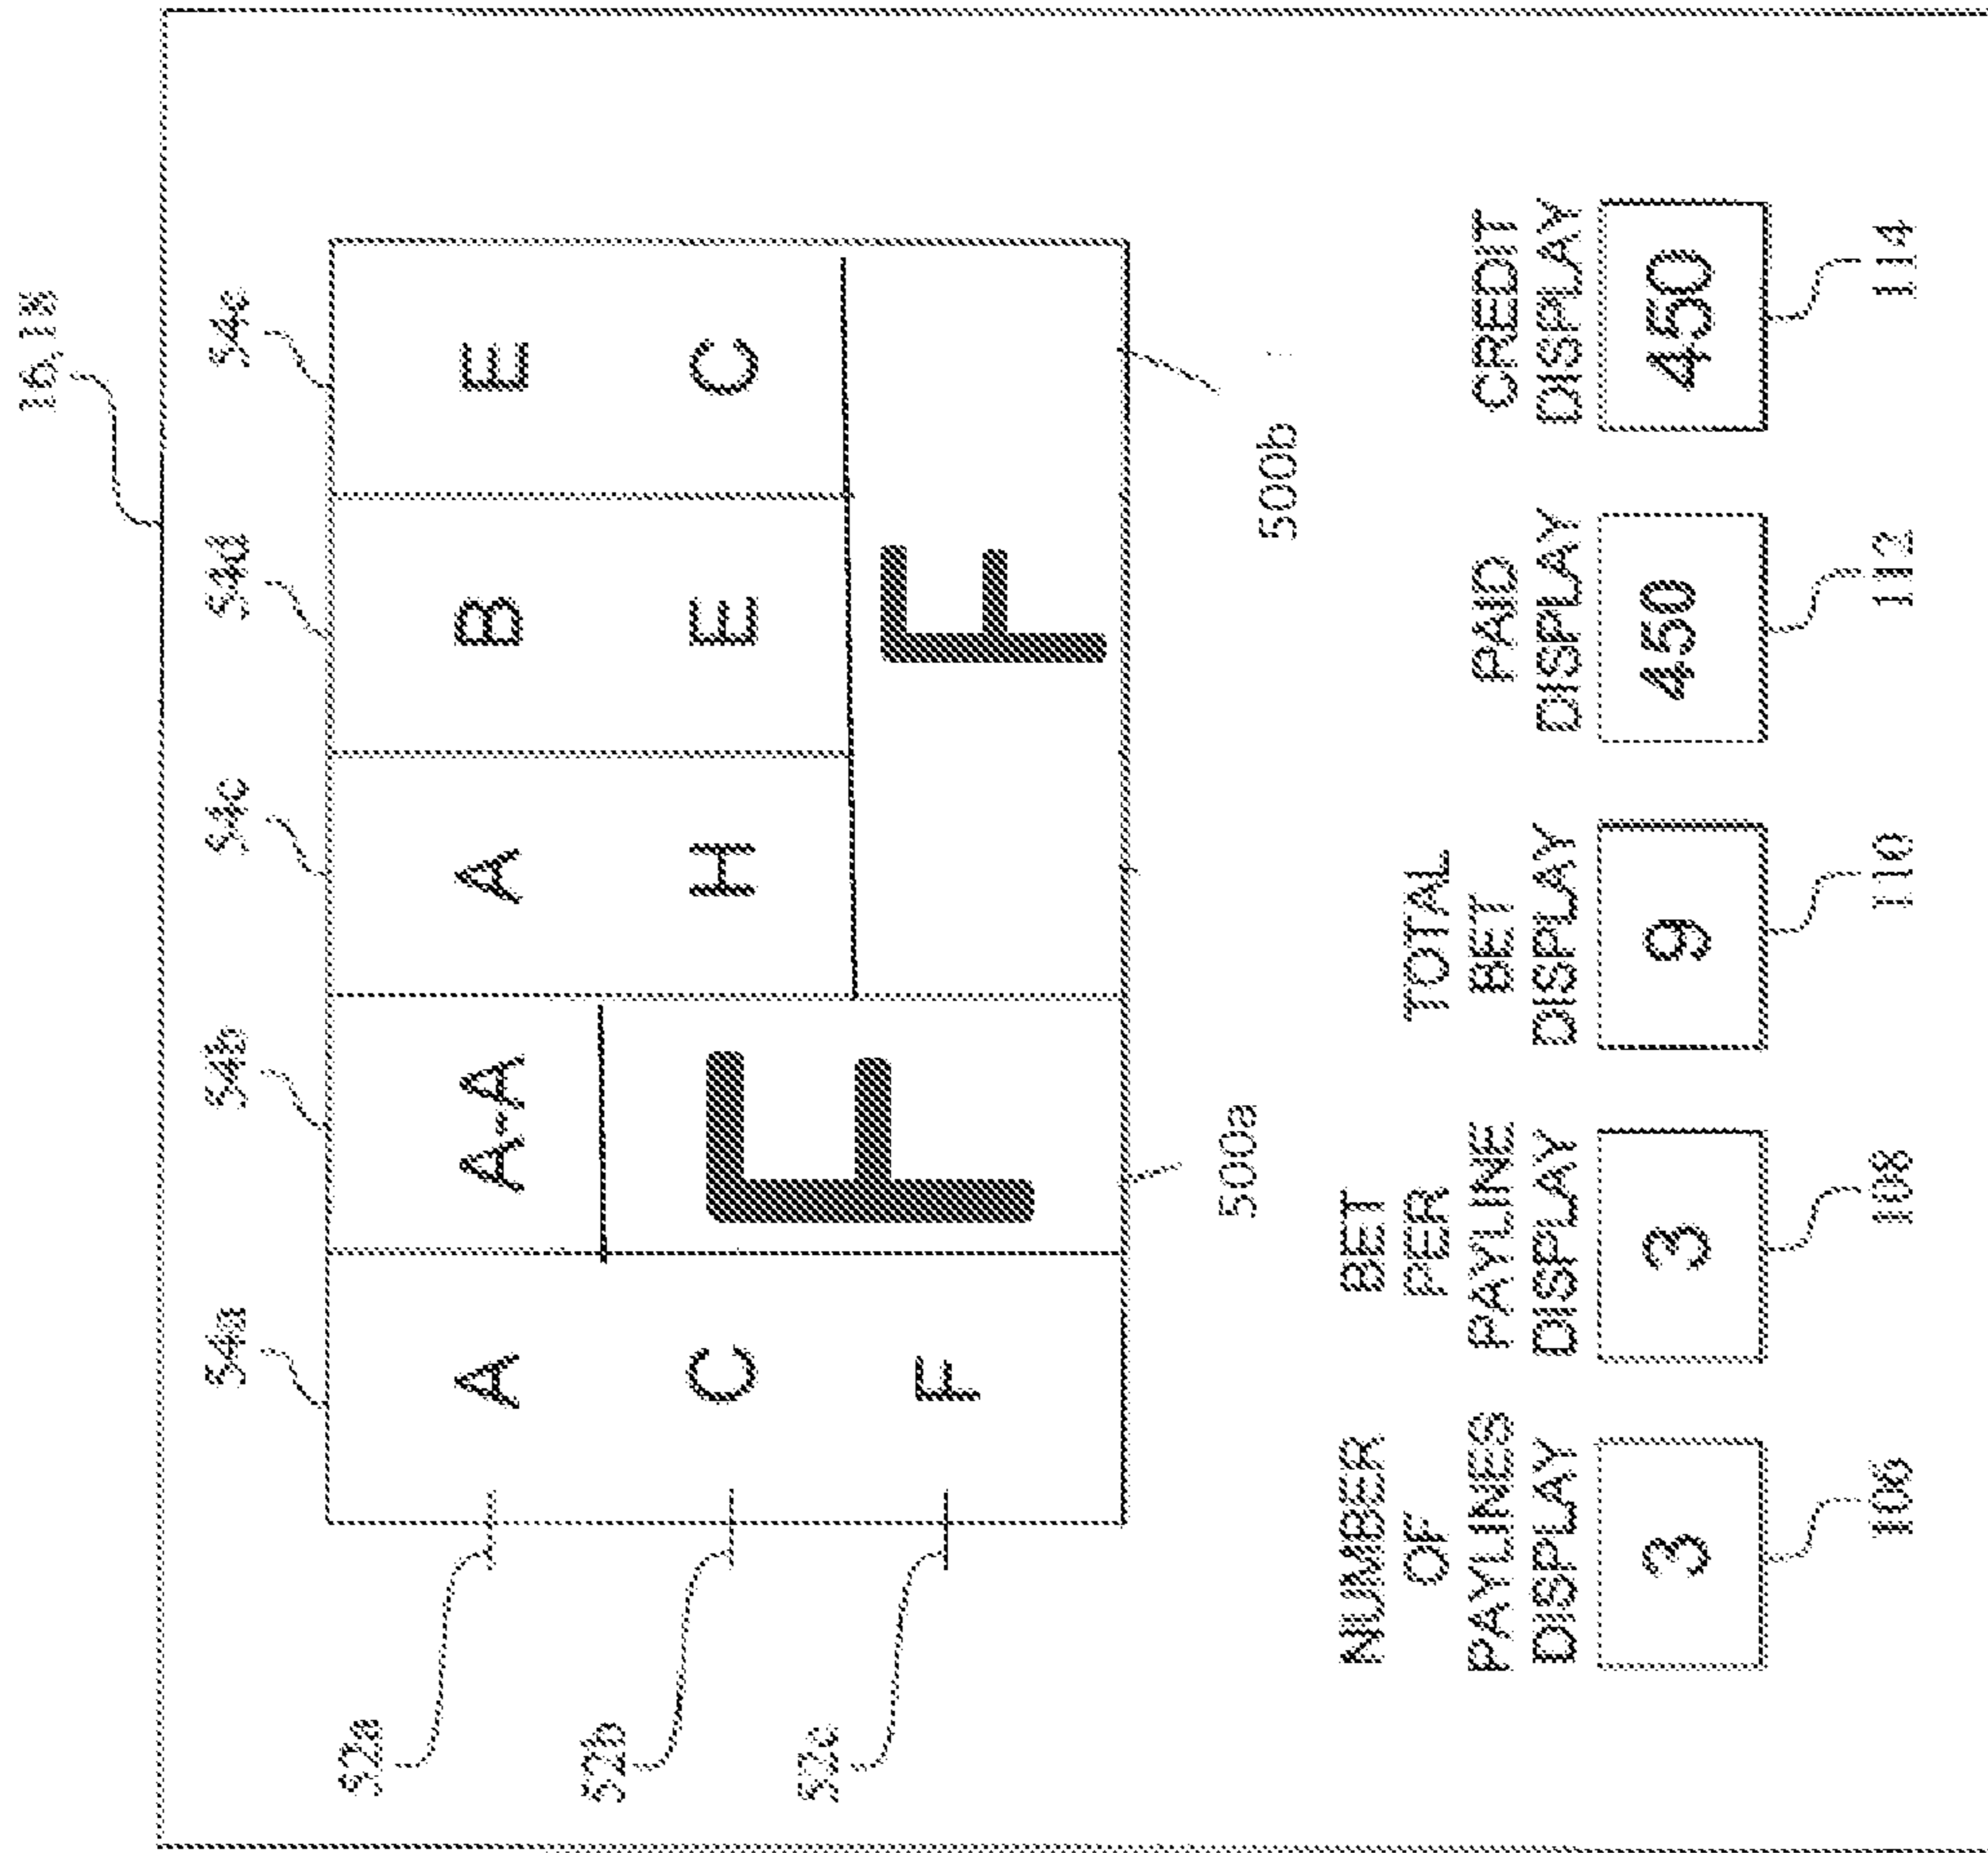 16,18
54a 54b 54c 54d 54e
52a A A-A A B E
52b C F H E C
52c F F
500a 500b
NUMBER OF PAYLINES DISPLAY
3
106
BET PER PAYLINE DISPLAY
3
108
TOTAL BET DISPLAY
9
110
PAID DISPLAY
450
112
CREDIT DISPLAY
450
114